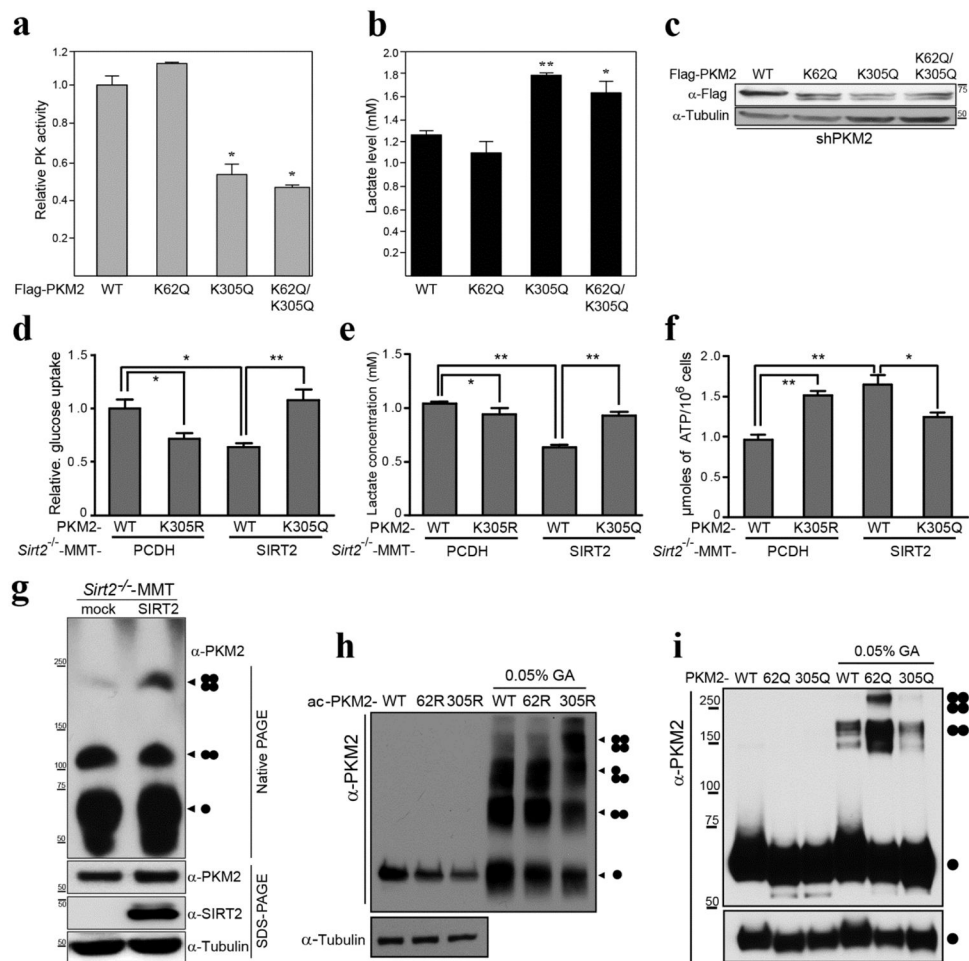 a
Relative PK activity
1.2
1.0
0.8
0.6
0.4
0.2
*
*
Flag-PKM2
WT
K62Q
K305Q
K62Q/
K305Q
b
Lactate level (mM)
2.0
1.8
1.6
1.4
1.2
1.0
0.8
0.6
0.4
0.2
**
*
WT
K62Q
K305Q
K62Q/
K305Q
c
Flag-PKM2 WT K62Q K305Q K62Q/
K305Q
α-Flag 75
α-Tubulin 50
shPKM2
d
Relative. glucose uptake
1.5
1.0
0.5
0
*
*
**
PKM2- WT K305R WT K305Q
Sirt2-/--MMT- PCDH SIRT2
e
Lactate concentration (mM)
1.5
1.0
0.5
0
**
*
**
PKM2- WT K305R WT K305Q
Sirt2-/--MMT- PCDH SIRT2
f
μmoles of ATP/10⁶ cells
2.0
1.5
1.0
0.5
0
**
**
*
PKM2- WT K305R WT K305Q
Sirt2-/--MMT- PCDH SIRT2
g
Sirt2-/--MMT
mock SIRT2
α-PKM2
250
150
100
75
50
Native PAGE
50 α-PKM2
50 α-SIRT2
50 α-Tubulin
SDS-PAGE
h
0.05% GA
ac-PKM2- WT 62R 305R WT 62R 305R
α-PKM2
α-Tubulin
i
0.05% GA
PKM2- WT 62Q 305Q WT 62Q 305Q
α-PKM2
250
150
100
75
50